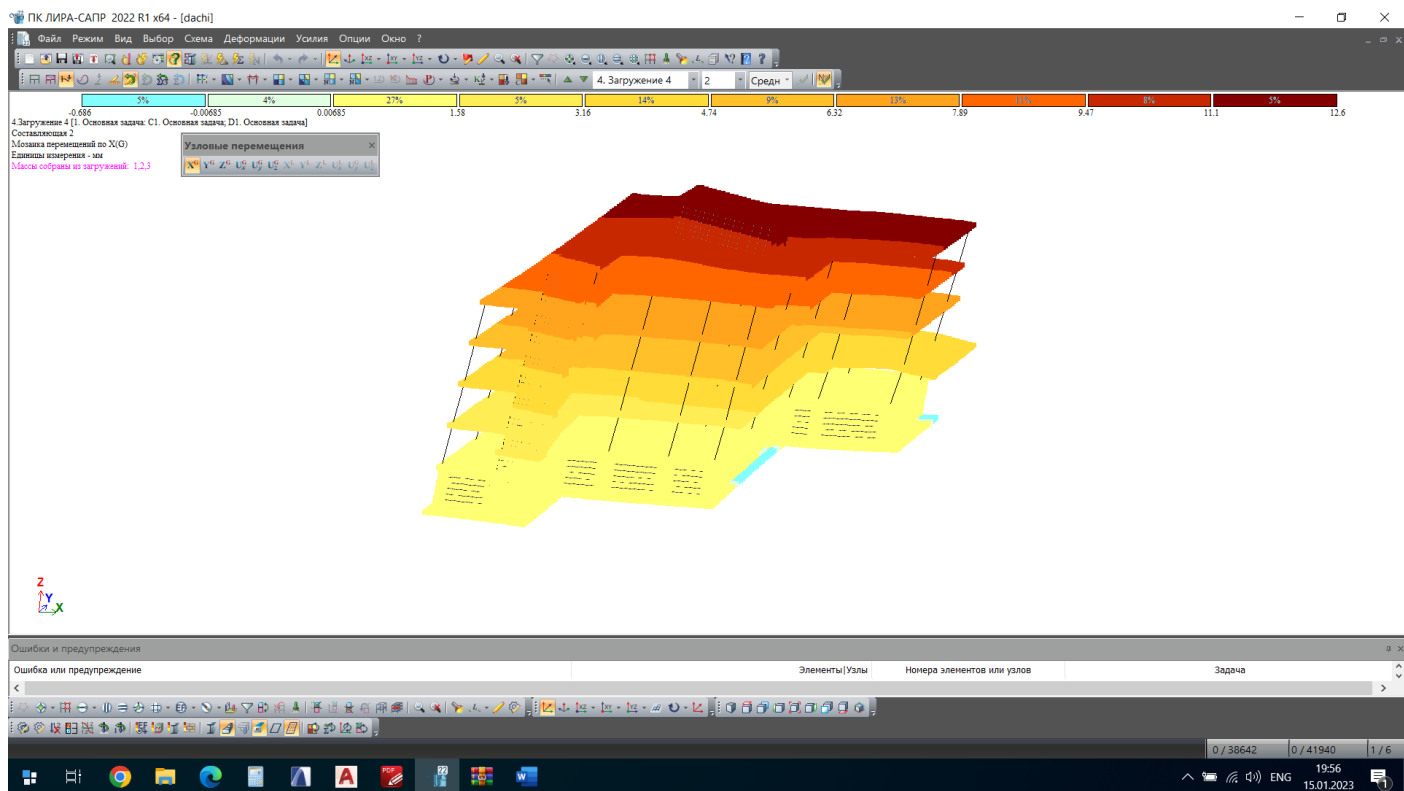 ПК ЛИРА-САПР 2022 R1 x64 - [dachi]
Файл Режим Вид Выбор Схема Деформации Усилия Опции Окно ?
4. Загружение 4 2 Средн
5% 4% 27% 5% 14% 9% 13% 11% 8% 5%
-0.686 -0.00685 0.00685 1.58 3.16 4.74 6.32 7.89 9.47 11.1 12.6
4.Загружение 4 [1. Основная задача: C1. Основная задача; D1. Основная задача]
Составляющая 2
Мозаика перемещений по X(G)
Единицы измерения - мм
Массы собраны из загружений: 1,2,3
Узловые перемещения
Z
Y
X
Ошибки и предупреждения
Ошибка или предупреждение Элементы|Узлы Номера элементов или узлов Задача
0 / 38642 0 / 41940 1 / 6
ENG 19:56
15.01.2023